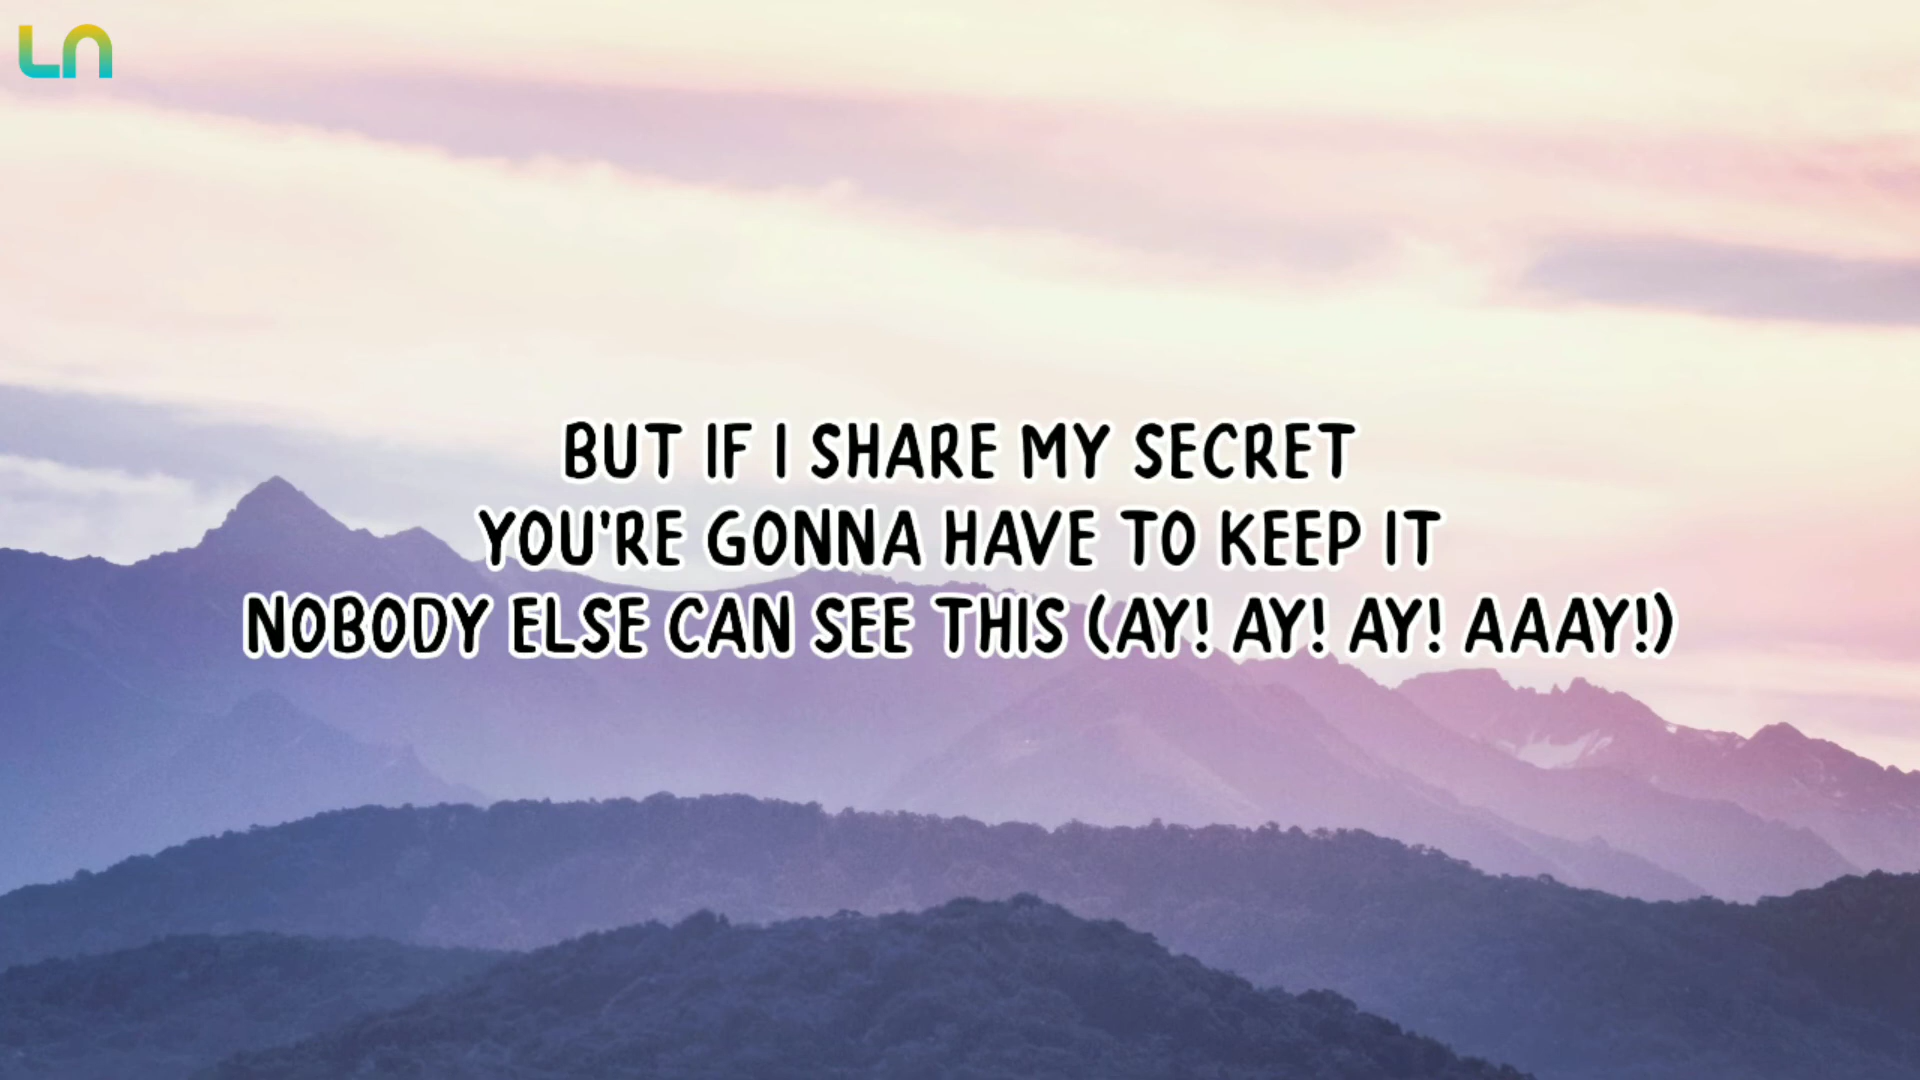 LN
BUT IF I SHARE MY SECRET
YOU'RE GONNA HAVE TO KEEP IT
NOBODY ELSE CAN SEE THIS (AY! AY! AY! AAAY!)